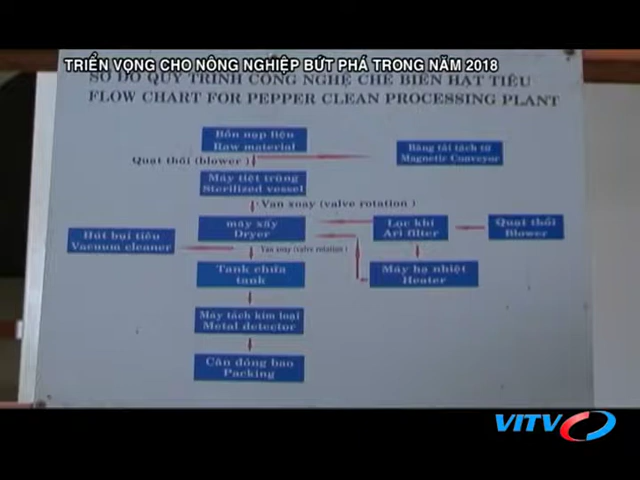 TRIỂN VỌNG CHO NÔNG NGHIỆP BỨT PHÁ TRONG NĂM 2018
SƠ ĐỒ QUY TRÌNH CÔNG NGHỆ CHẾ BIẾN HẠT TIÊU
FLOW CHART FOR PEPPER CLEAN PROCESSING PLANT
Bồn nạp liệu
Raw material
Băng tải tách từ
Magnetic Conveyor
Quạt thổi (blower )
Máy tiệt trùng
Sterilized vessel
Van xoay (valve rotation )
máy xấy
Dryer
Lọc khí
Ari filter
Quạt thổi
Blower
Hút bụi tiêu
Vacuum cleaner
Van xoay (valve rotation )
Tank chứa
tank
Máy hạ nhiệt
Heater
Máy tách kim loại
Metal detector
Cân đóng bao
Packing
VITV